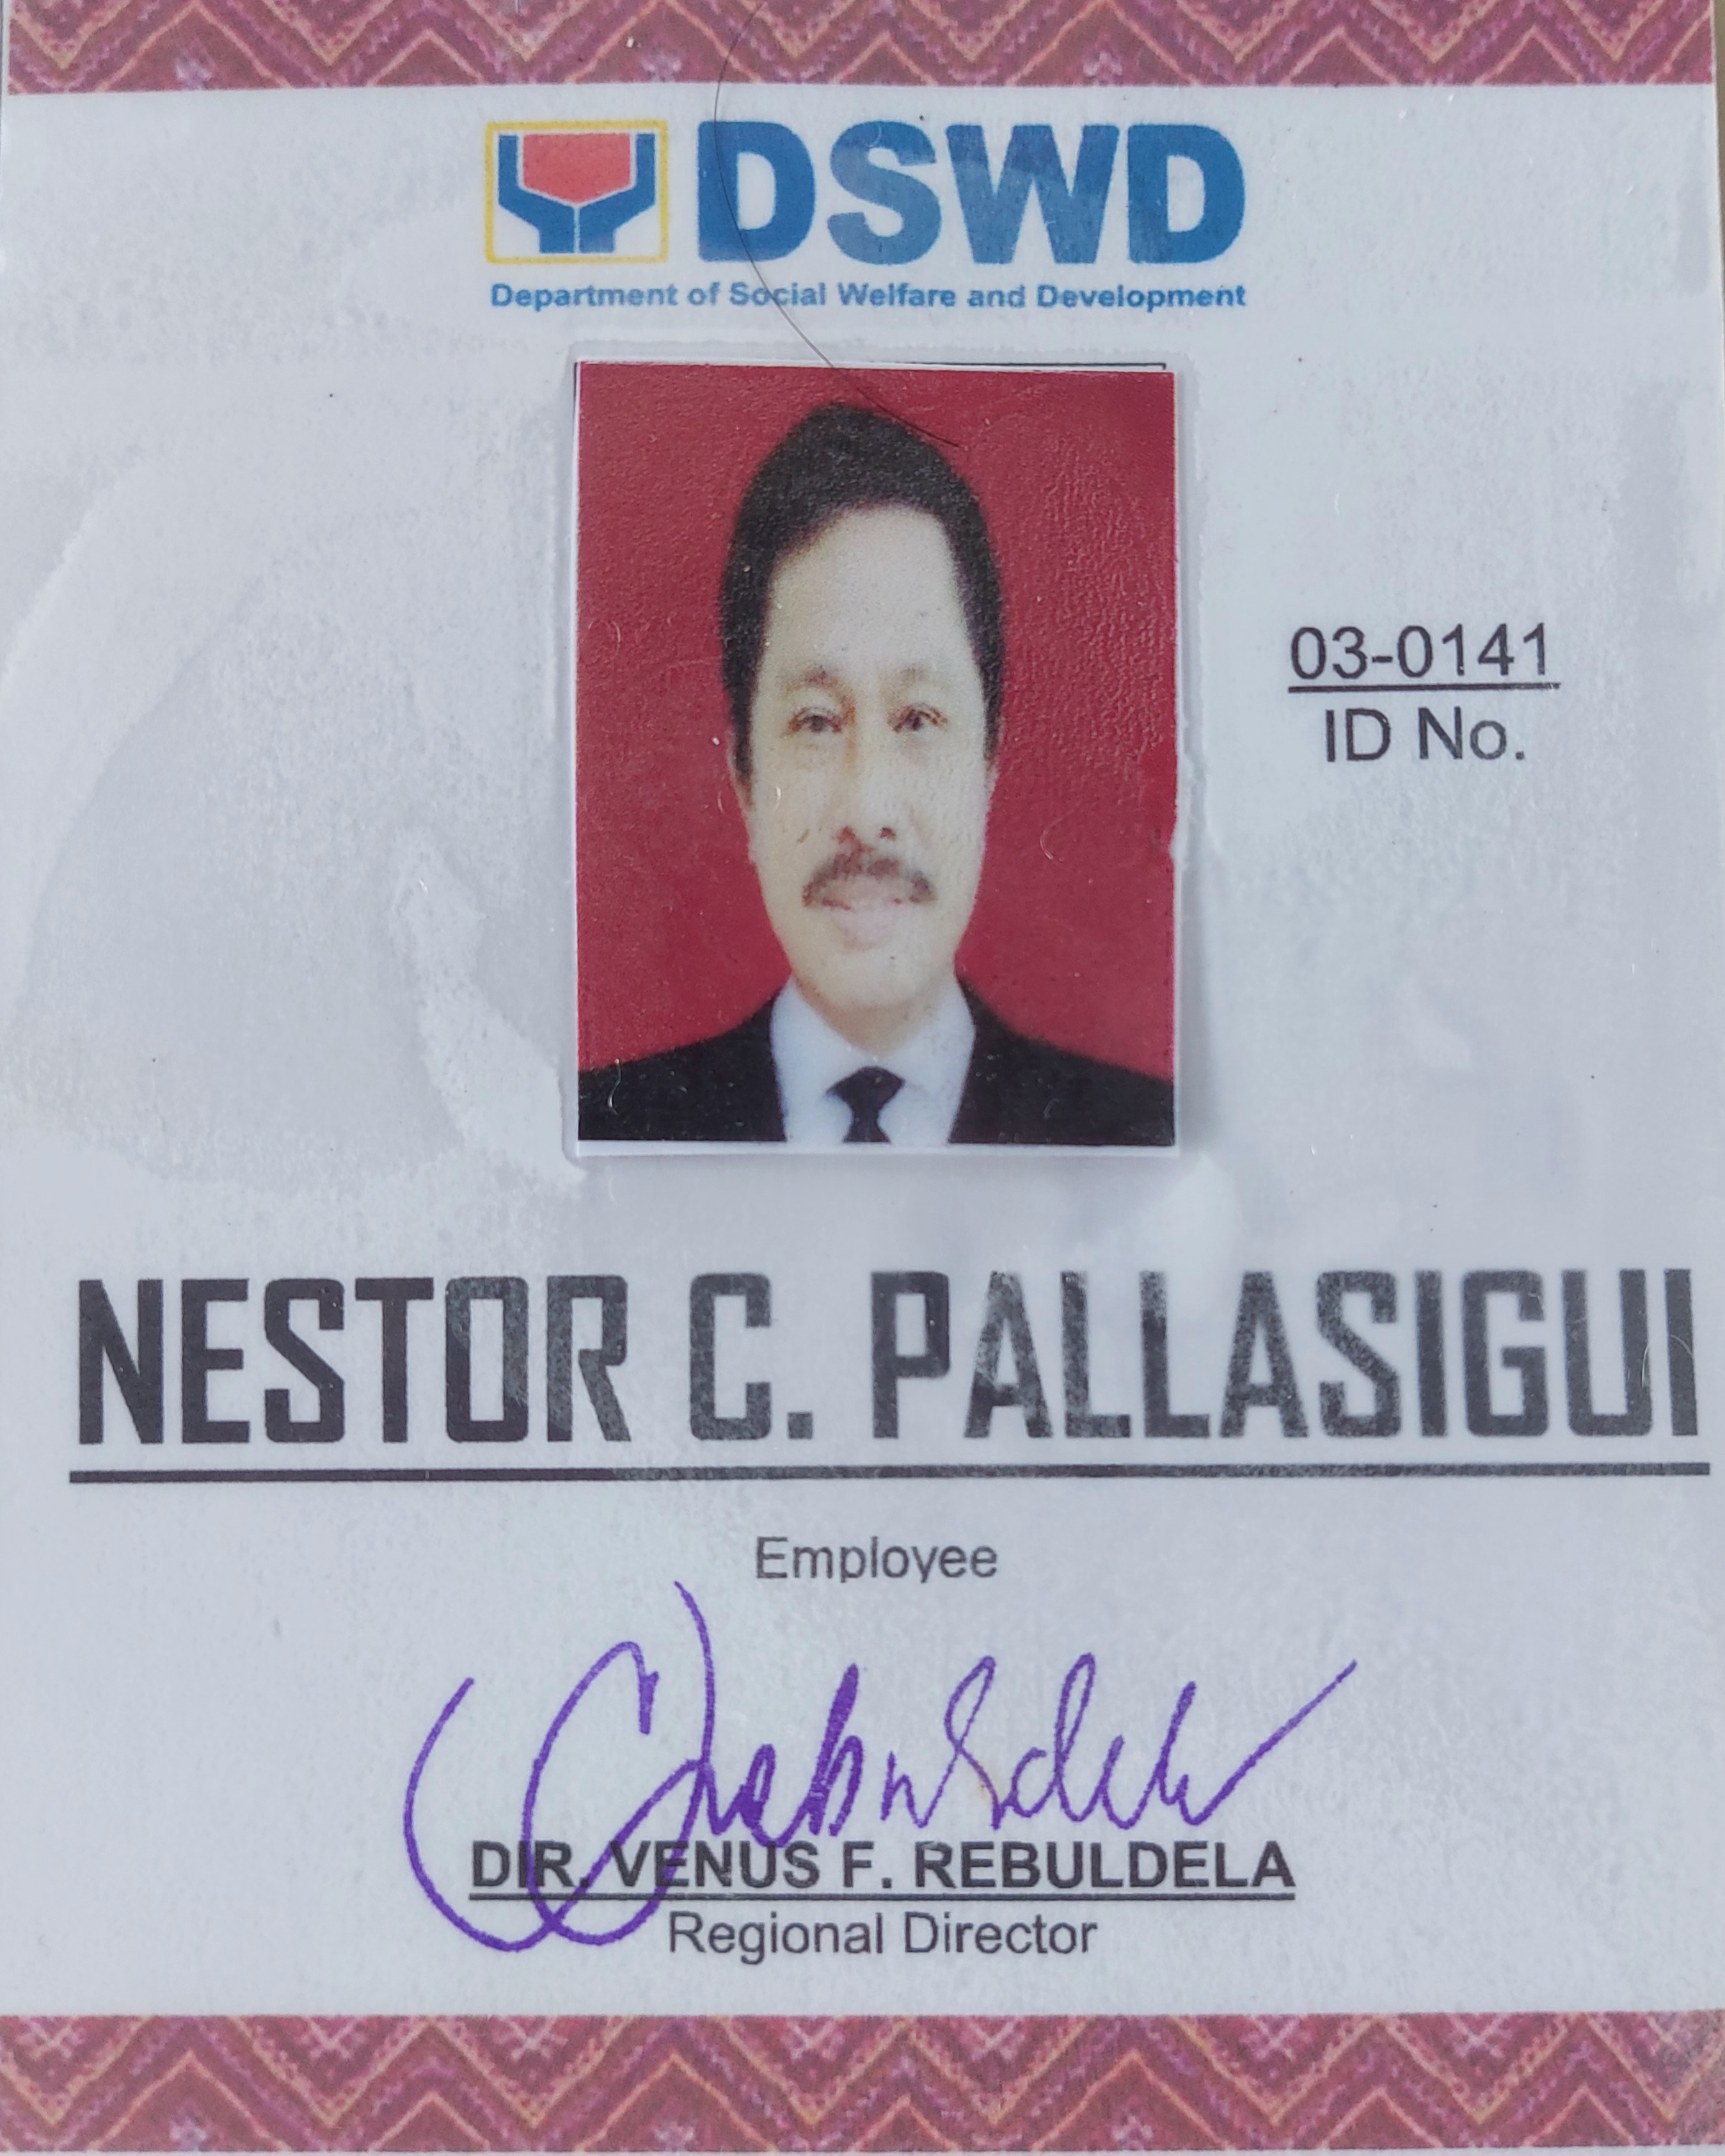 DSWD
Department of Social Welfare and Development
03-0141
ID No.
NESTOR C. PALLASIGUI
Employee
DIR. VENUS F. REBULDELA
Regional Director